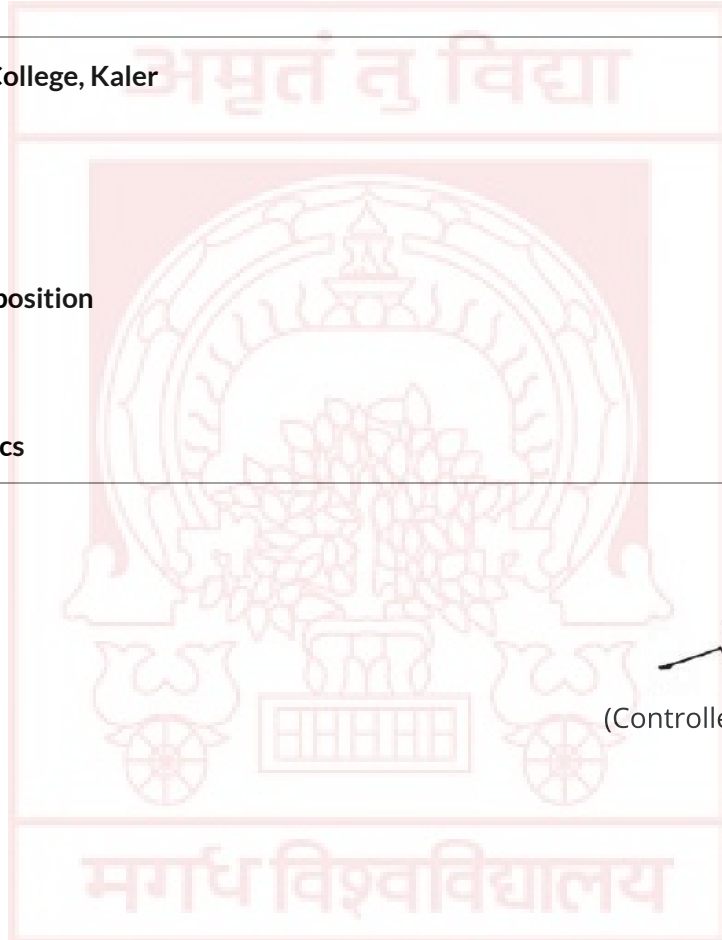 अमृतं तु विद्या
College, Kaler
position
cs
(Controlle
मगध विश्वविद्यालय